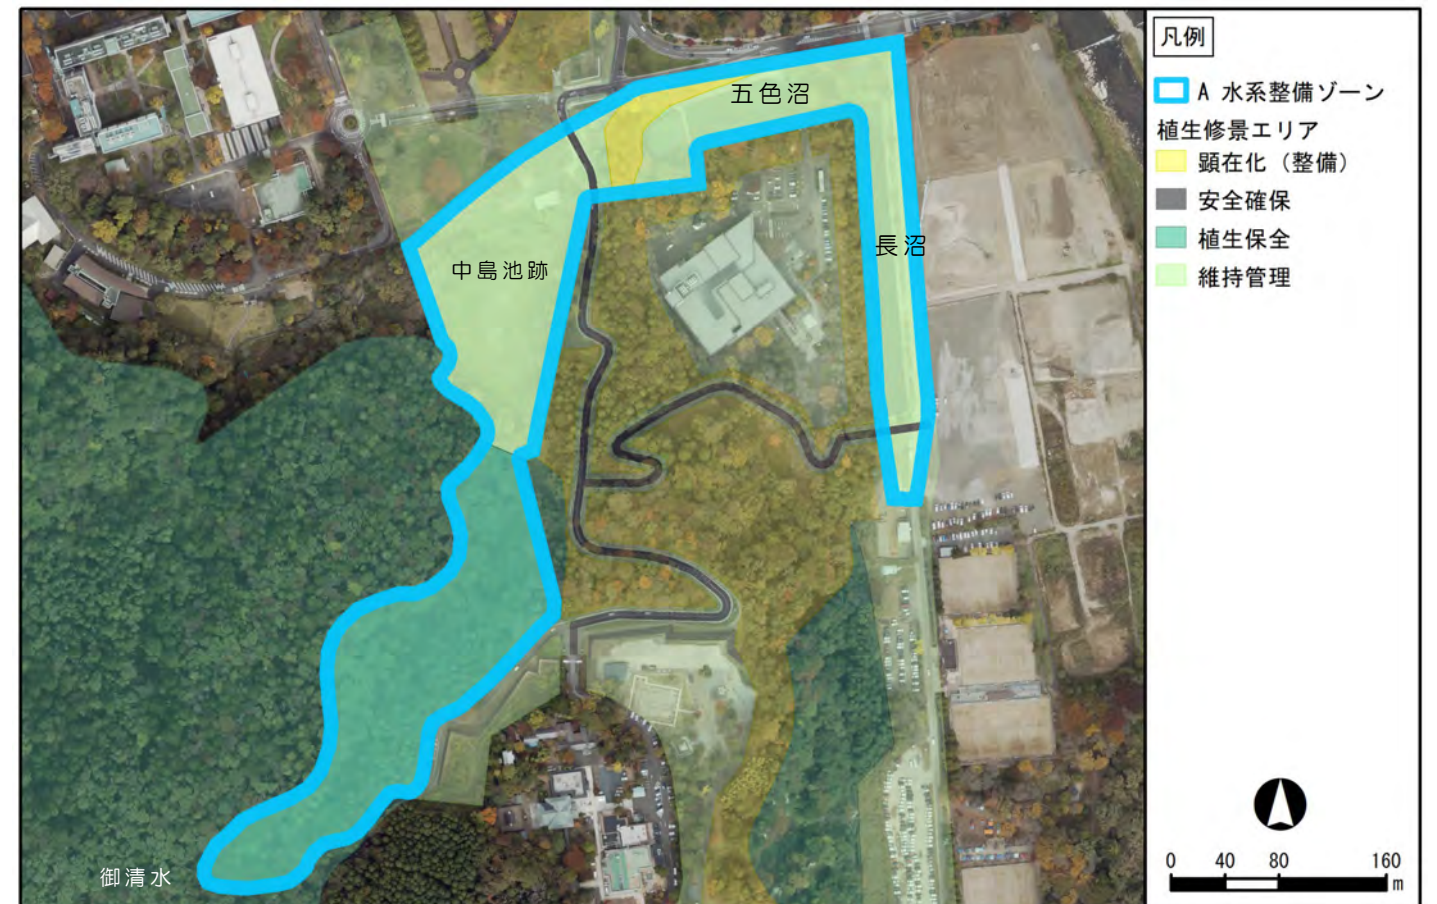 五色沼
長沼
中島池跡
御清水
凡例
A 水系整備ゾーン
植生修景エリア
顕在化（整備）
安全確保
植生保全
維持管理
0 40 80 160
m